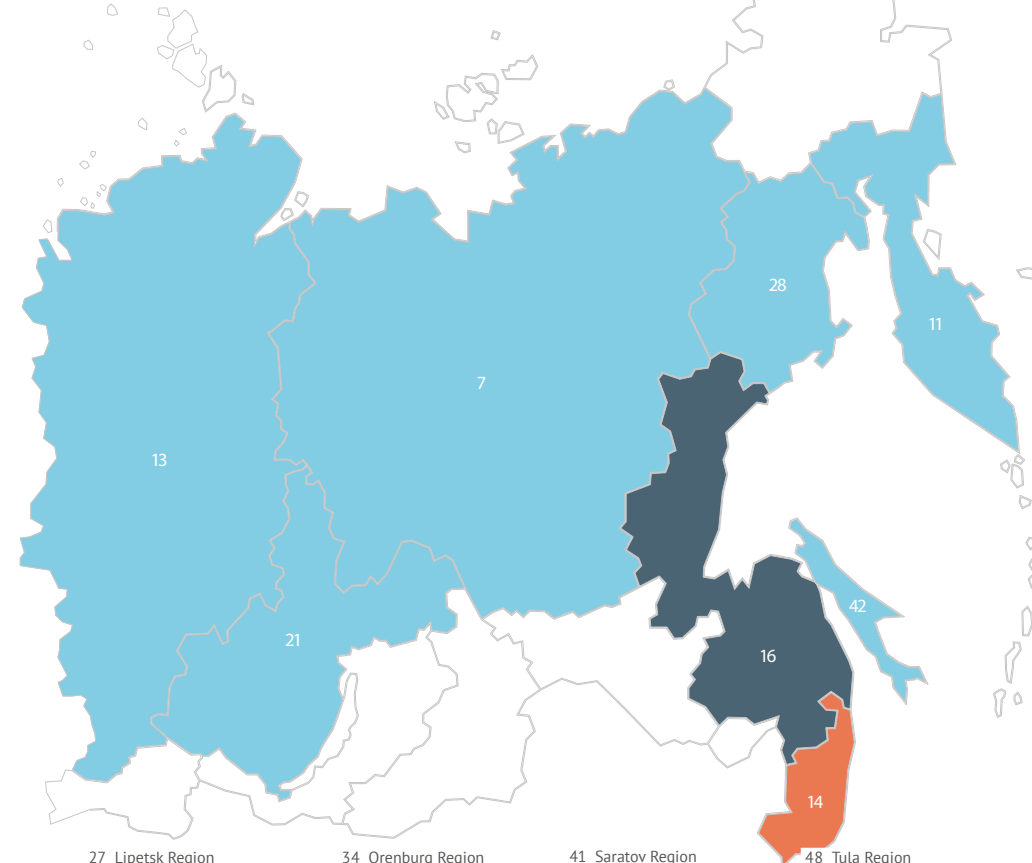 28
11
7
13
42
21
16
14
27 Lipetsk Region
34 Orenburg Region
41 Saratov Region
48 Tula Region